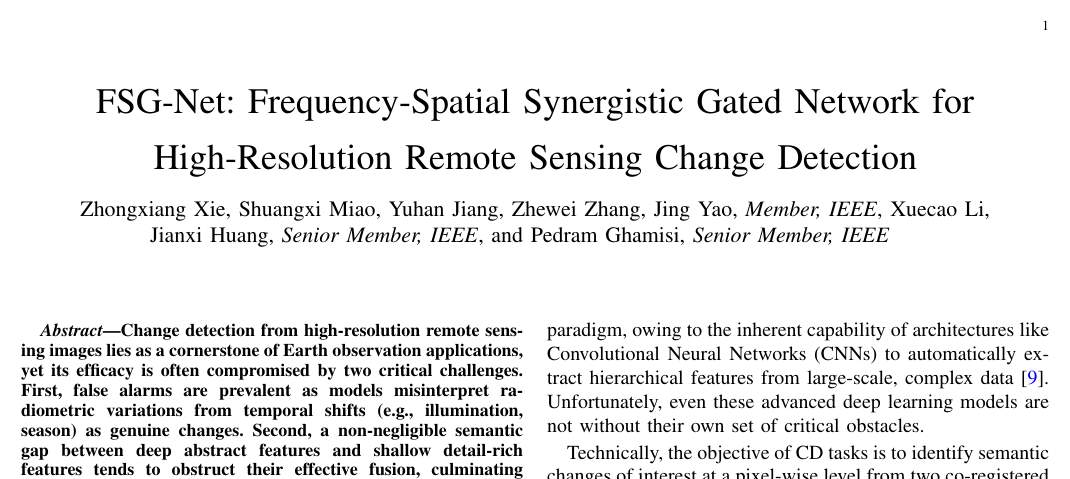 1
FSG-Net: Frequency-Spatial Synergistic Gated Network for
High-Resolution Remote Sensing Change Detection
Zhongxiang Xie, Shuangxi Miao, Yuhan Jiang, Zhewei Zhang, Jing Yao, Member, IEEE, Xuecao Li,
Jianxi Huang, Senior Member, IEEE, and Pedram Ghamisi, Senior Member, IEEE
Abstract—Change detection from high-resolution remote sens-
ing images lies as a cornerstone of Earth observation applications,
yet its efficacy is often compromised by two critical challenges.
First, false alarms are prevalent as models misinterpret ra-
diometric variations from temporal shifts (e.g., illumination,
season) as genuine changes. Second, a non-negligible semantic
gap between deep abstract features and shallow detail-rich
features tends to obstruct their effective fusion, culminating
paradigm, owing to the inherent capability of architectures like
Convolutional Neural Networks (CNNs) to automatically ex-
tract hierarchical features from large-scale, complex data [9].
Unfortunately, even these advanced deep learning models are
not without their own set of critical obstacles.
Technically, the objective of CD tasks is to identify semantic
changes of interest at a pixel-wise level from two co-registered